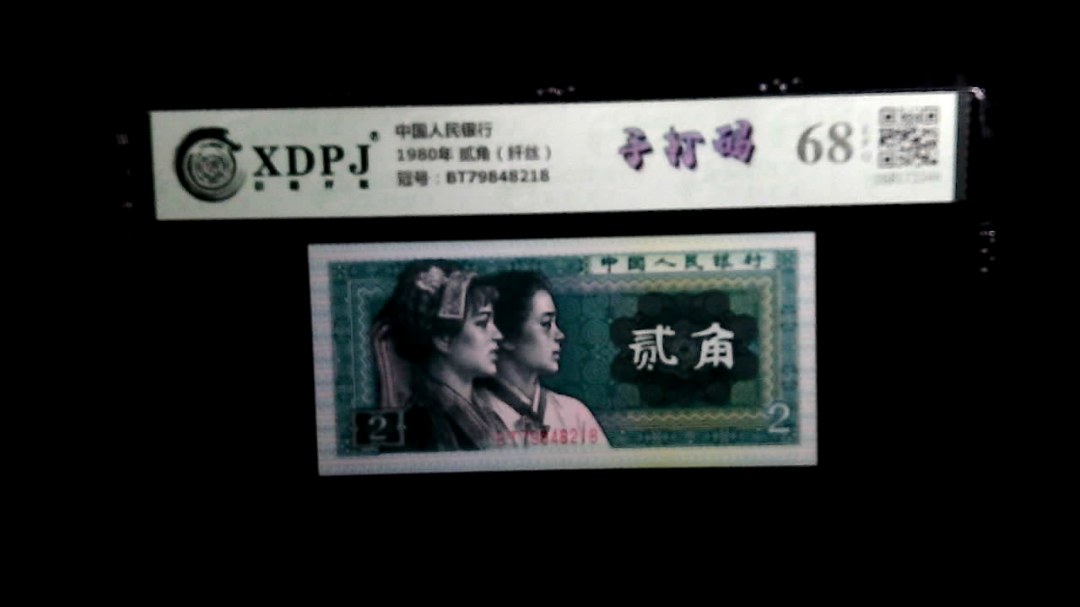 XDPJ®
中国人民银行
1980年 贰角（纤丝）
冠号：BT79848218
手打码
68
中国人民银行
贰角
2
2
BT79848218